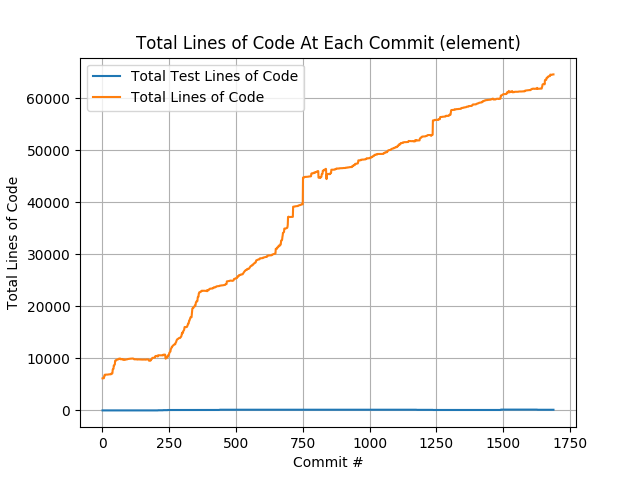 Total Lines of Code At Each Commit (element)
Total Test Lines of Code
Total Lines of Code
Total Lines of Code
60000
50000
40000
30000
20000
10000
0
0 250 500 750 1000 1250 1500 1750
Commit #